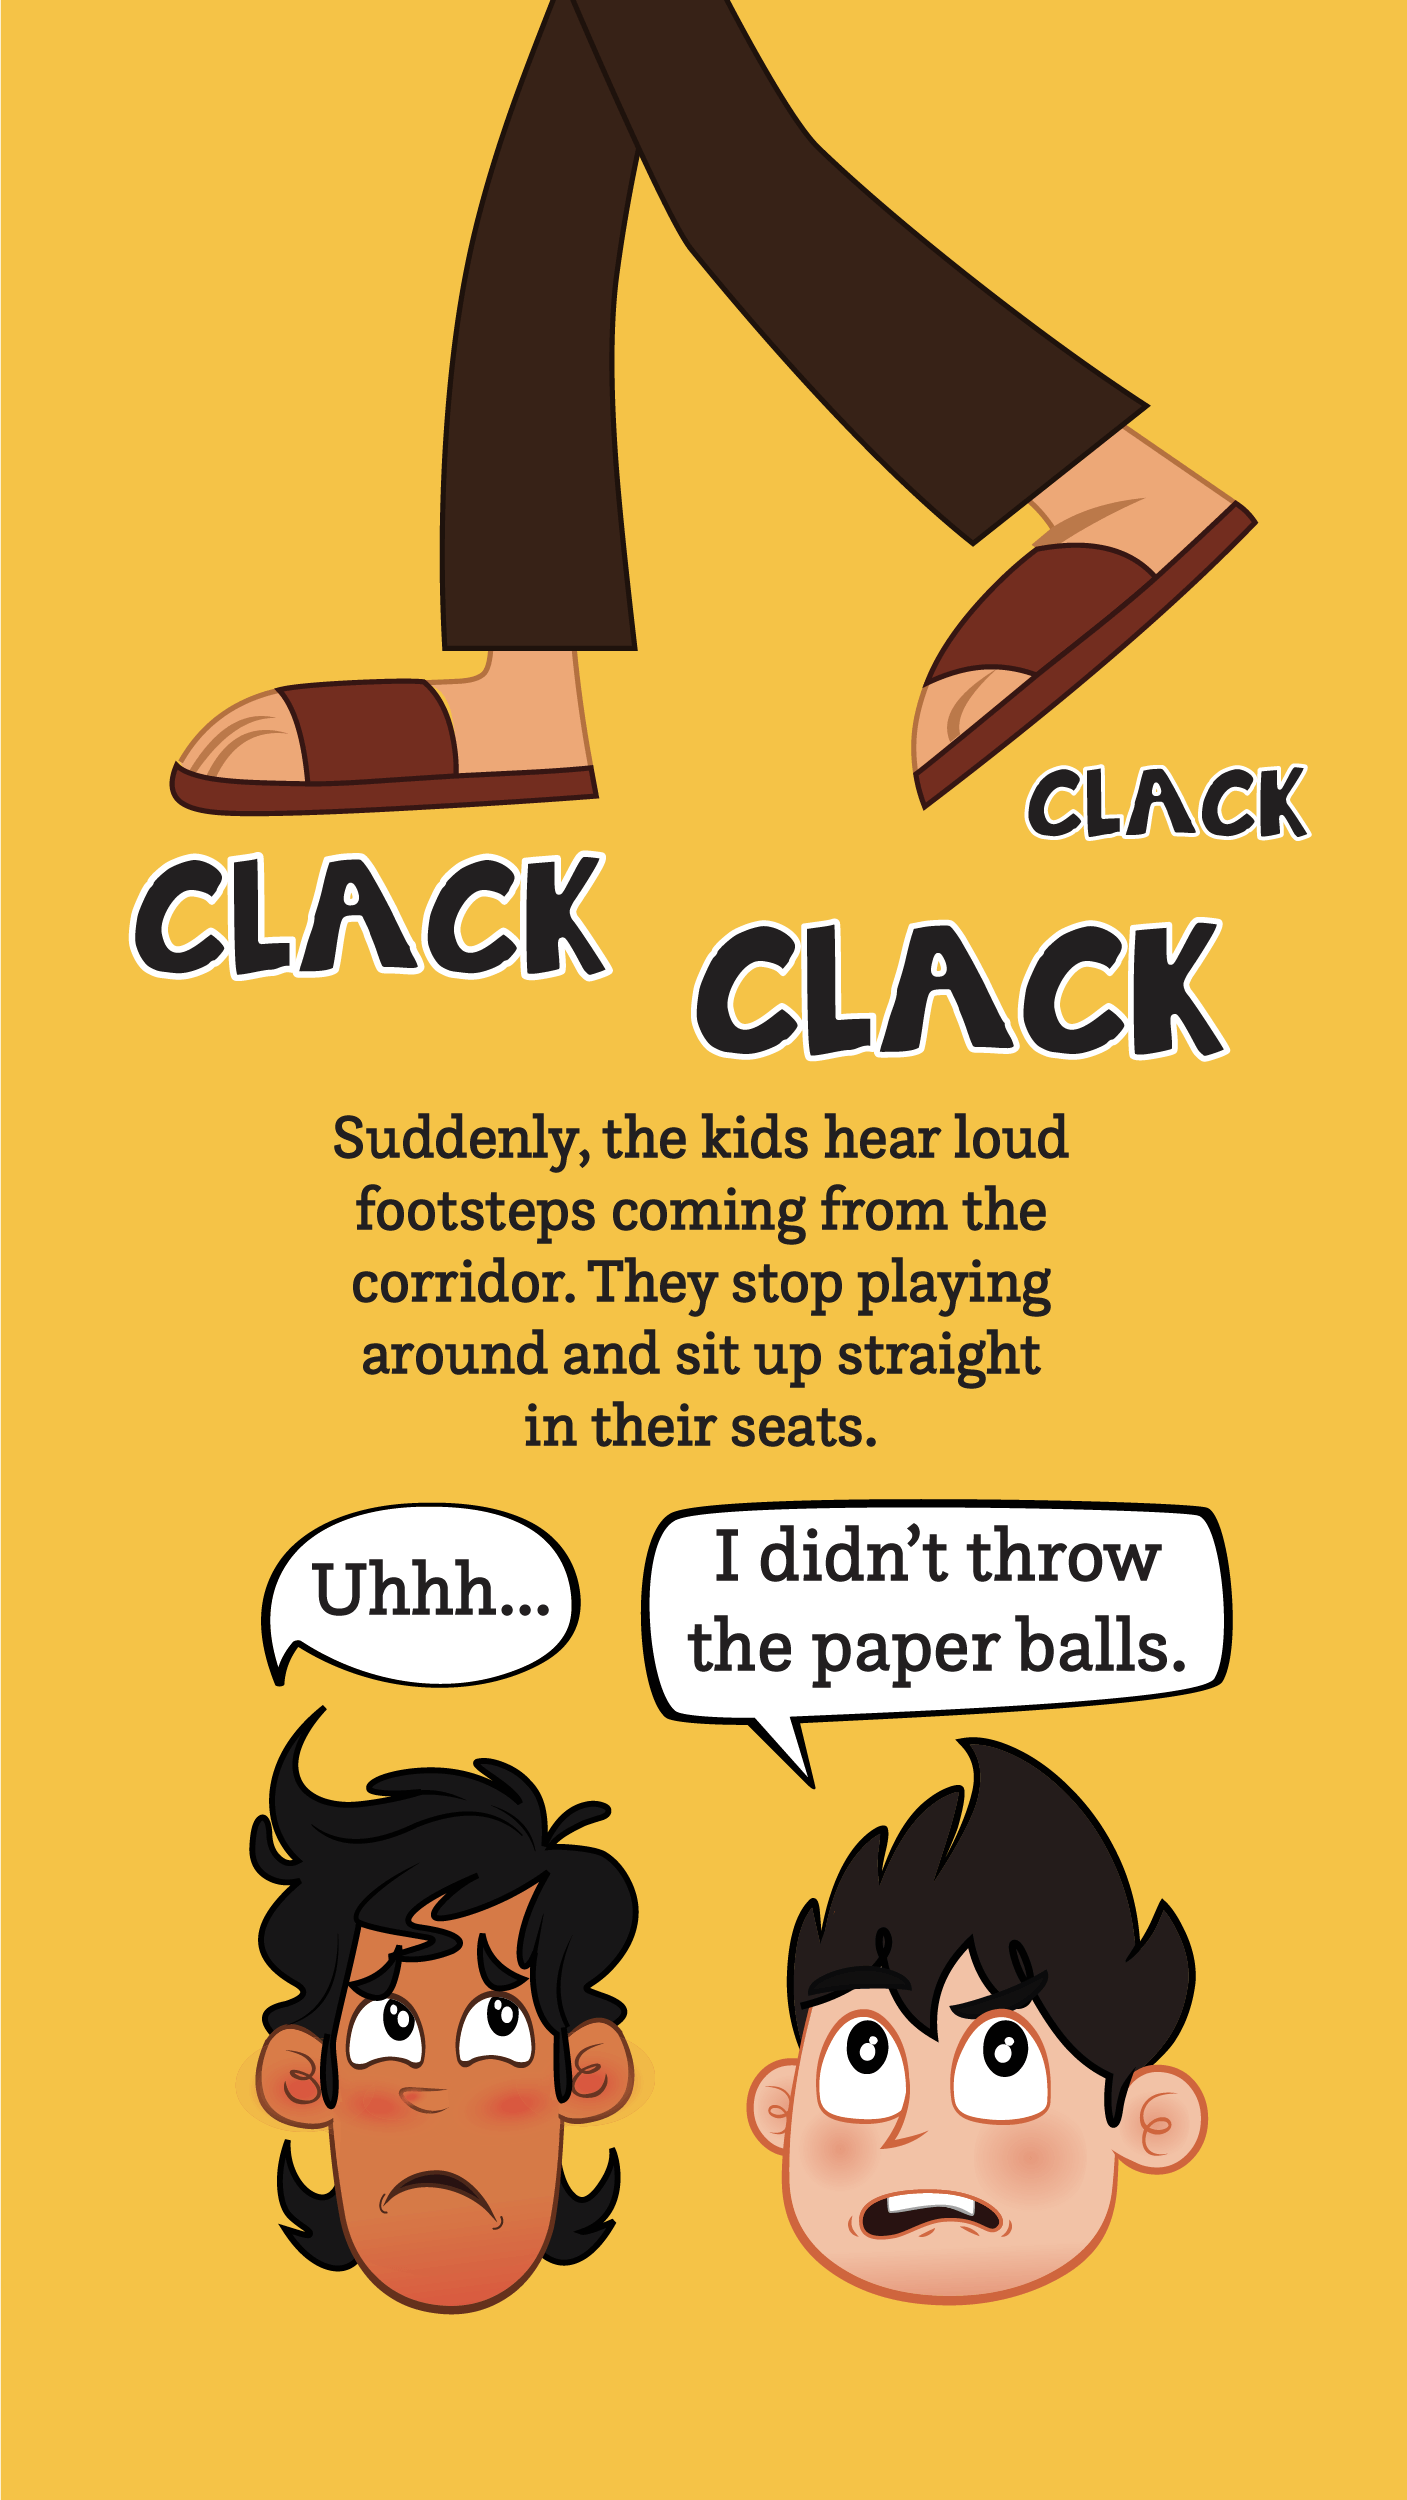 CLACK
CLACK
CLACK
Suddenly, the kids hear loud
footsteps coming from the
corridor. They stop playing
around and sit up straight
in their seats.
Uhhh...
I didn’t throw
the paper balls.